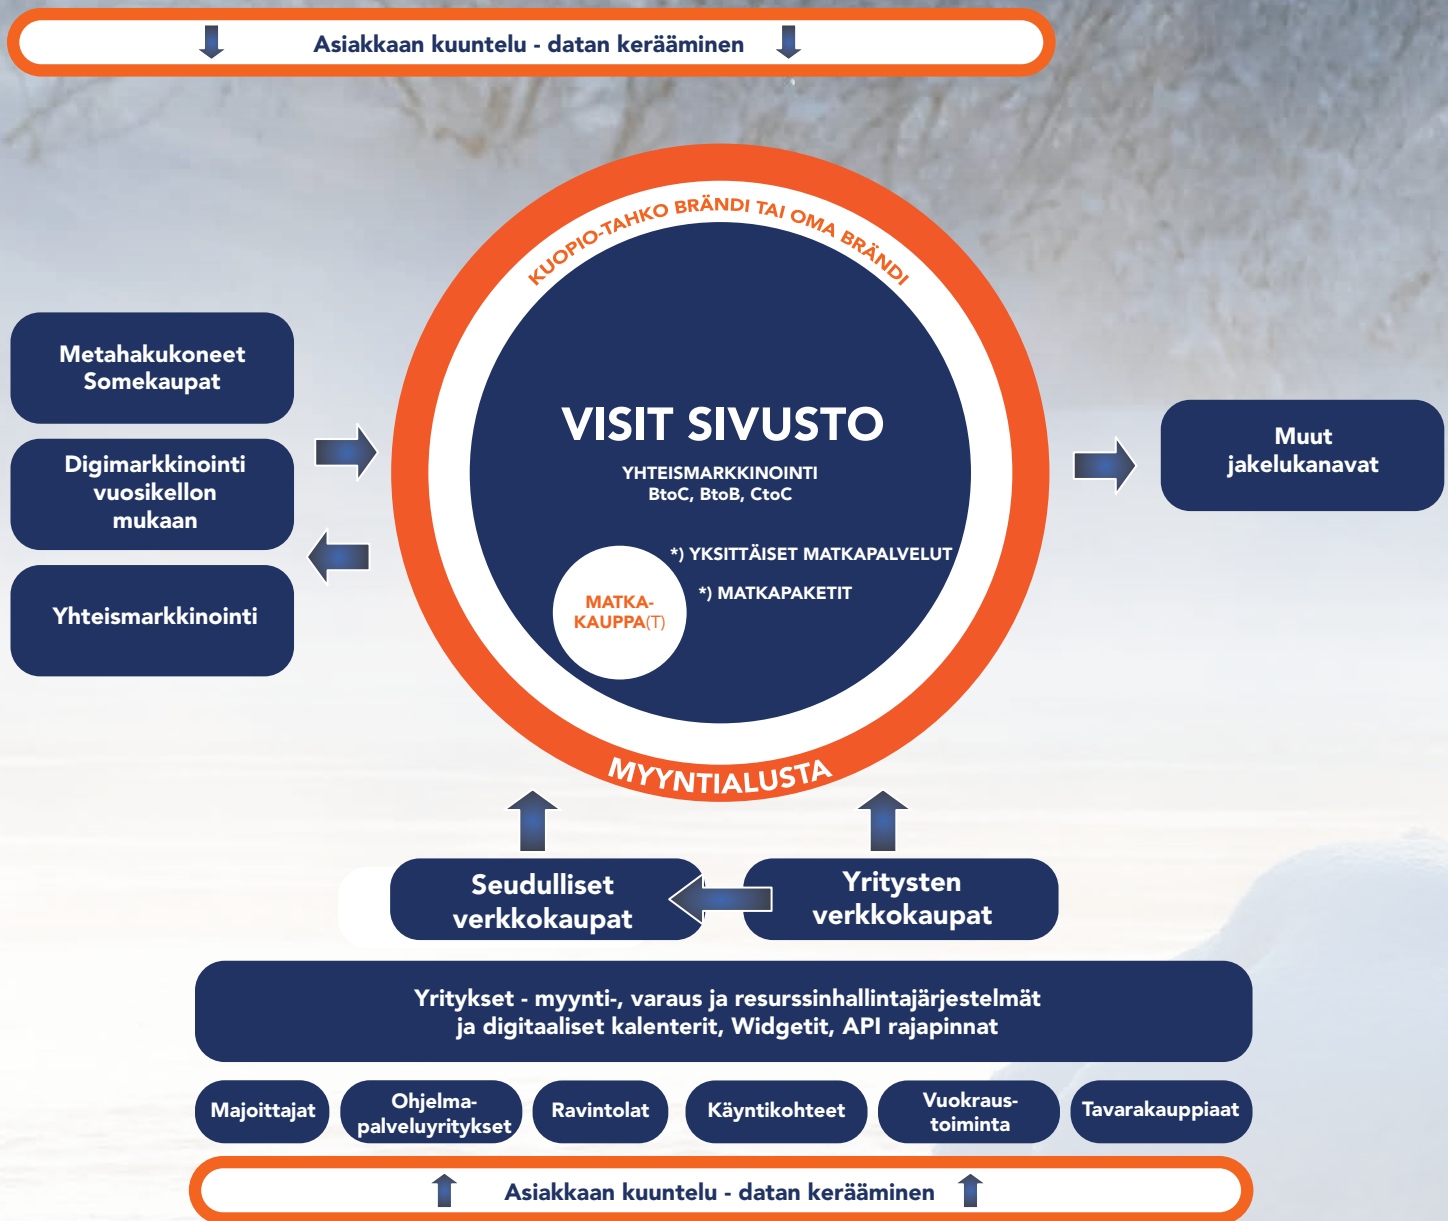 Asiakkaan kuuntelu - datan kerääminen
KUOPIO-TAHKO BRÄNDI TAI OMA BRÄNDI
Metahakukoneet
Somekaupat
Digimarkkinointi
vuosikellon
mukaan
Yhteismarkkinointi
VISIT SIVUSTO
YHTEISMARKKINOINTI
BtoC, BtoB, CtoC
*) YKSITTÄISET MATKAPALVELUT
*) MATKAPAKETIT
MATKA-
KAUPPA(T)
MYYNTIALUSTA
Muut
jakelukanavat
Seudulliset
verkkokaupat
Yritysten
verkkokaupat
Yritykset - myynti-, varaus ja resurssinhallintajärjestelmät
ja digitaaliset kalenterit, Widgetit, API rajapinnat
Majoittajat
Ohjelma-
palveluyritykset
Ravintolat
Käyntikohteet
Vuokraus-
toiminta
Tavarakauppiaat
Asiakkaan kuuntelu - datan kerääminen